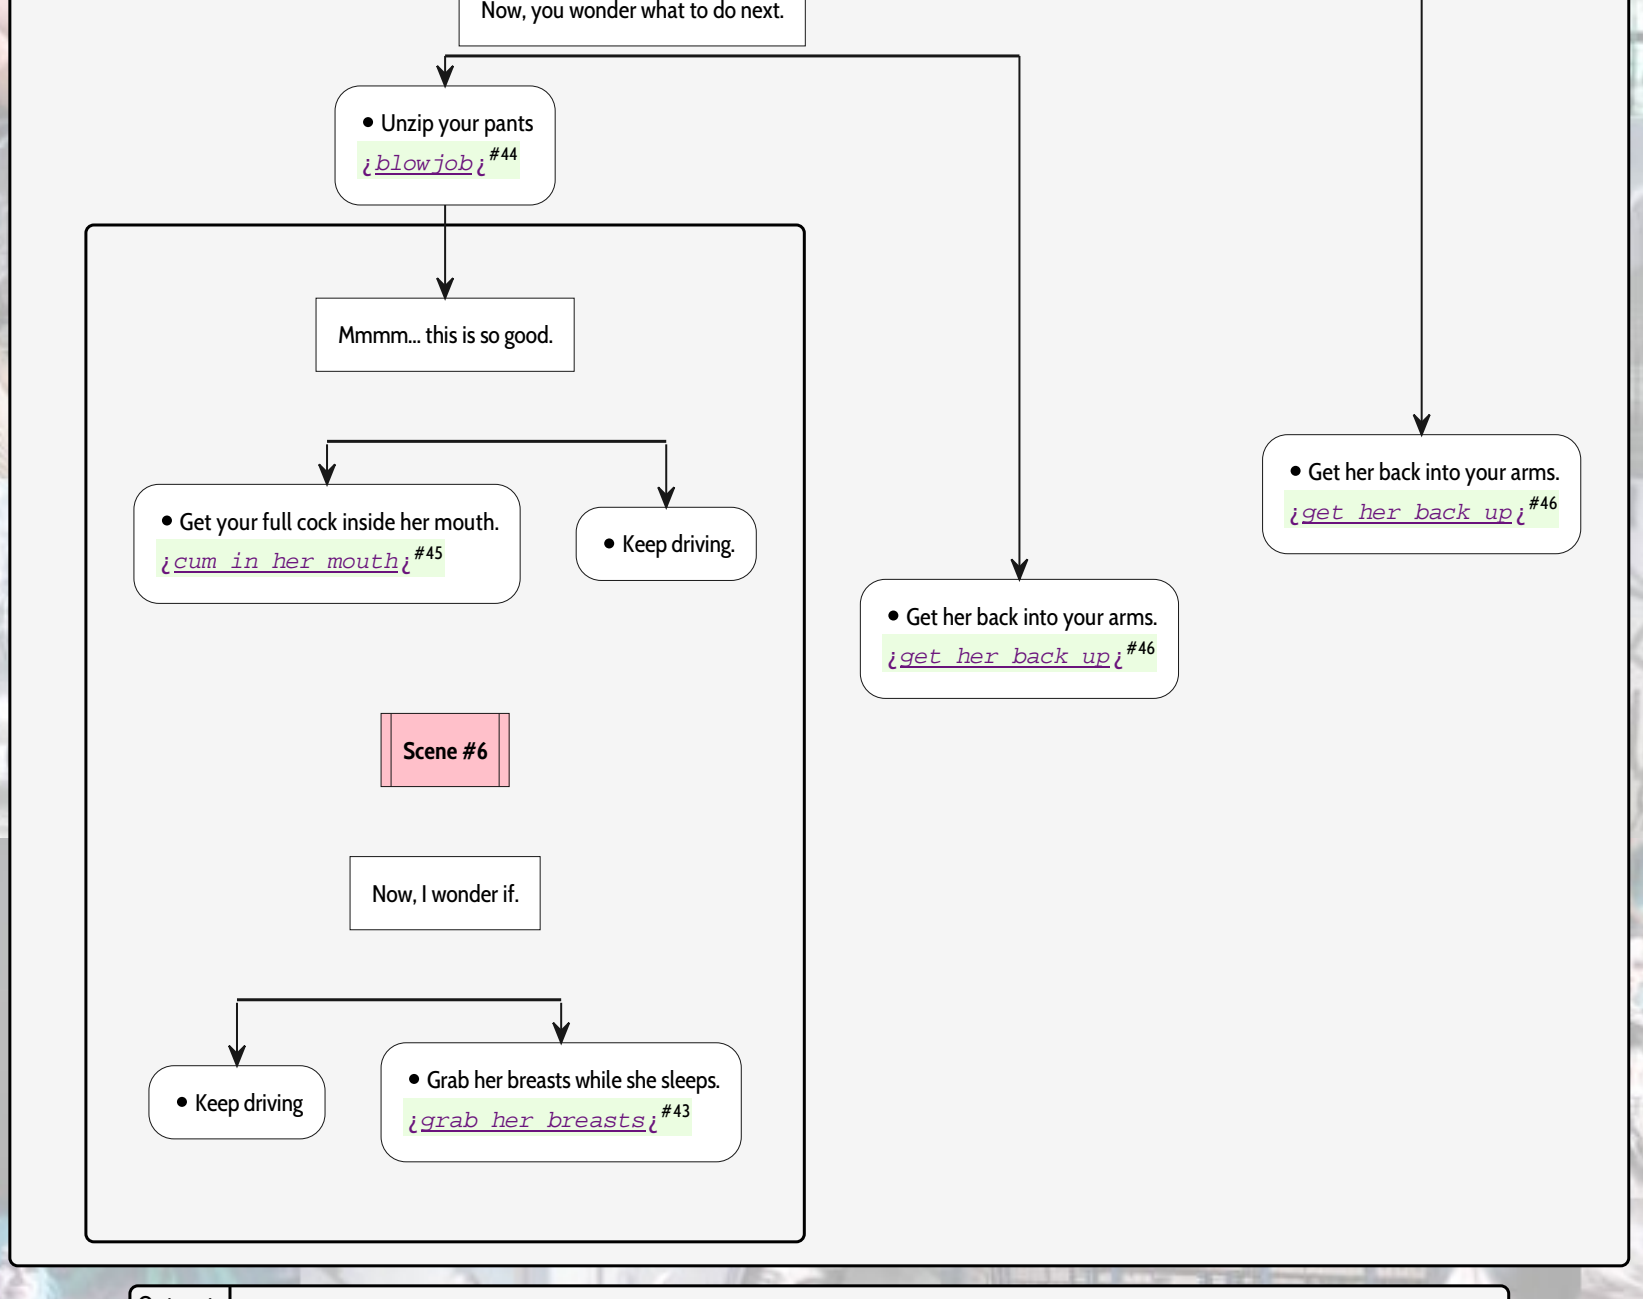 Now, you wonder what to do next.
• Unzip your pants
¿blowjob¿#44
Mmmm... this is so good.
• Get your full cock inside her mouth.
¿cum in her mouth¿#45
• Keep driving.
• Get her back into your arms.
¿get her back up¿#46
• Get her back into your arms.
¿get her back up¿#46
Scene #6
Now, I wonder if.
• Keep driving
• Grab her breasts while she sleeps.
¿grab her breasts¿#43